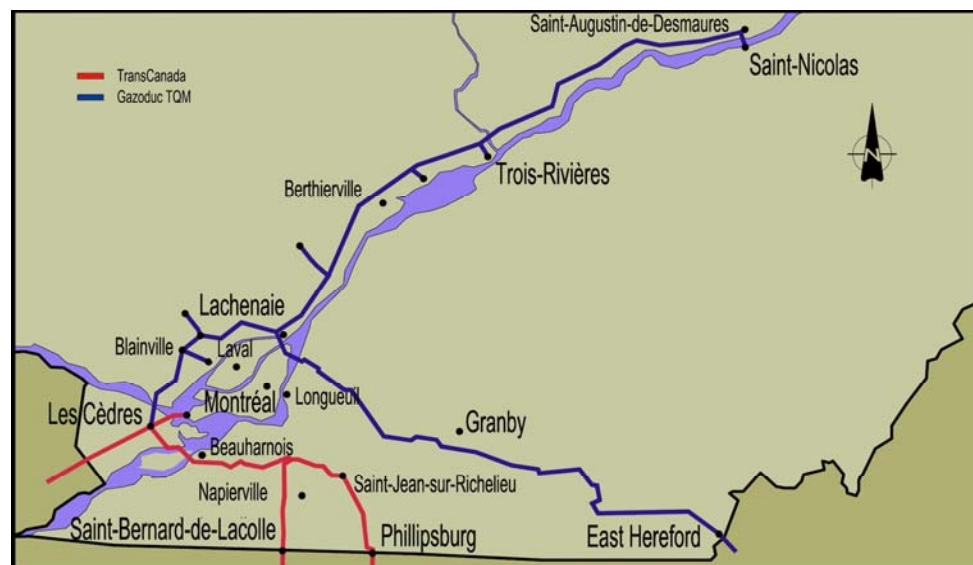 Saint-Augustin-de-Desmaures
Saint-Nicolas
TransCanada
Gazoduc TQM
N
Trois-Rivières
Berthierville
Lachenaie
Blainville
Laval
Longueuil
Montréal
Les Cèdres
Granby
Beauharnois
Saint-Jean-sur-Richelieu
Napierville
Saint-Bernard-de-Lacolle
Phillipsburg
East Hereford